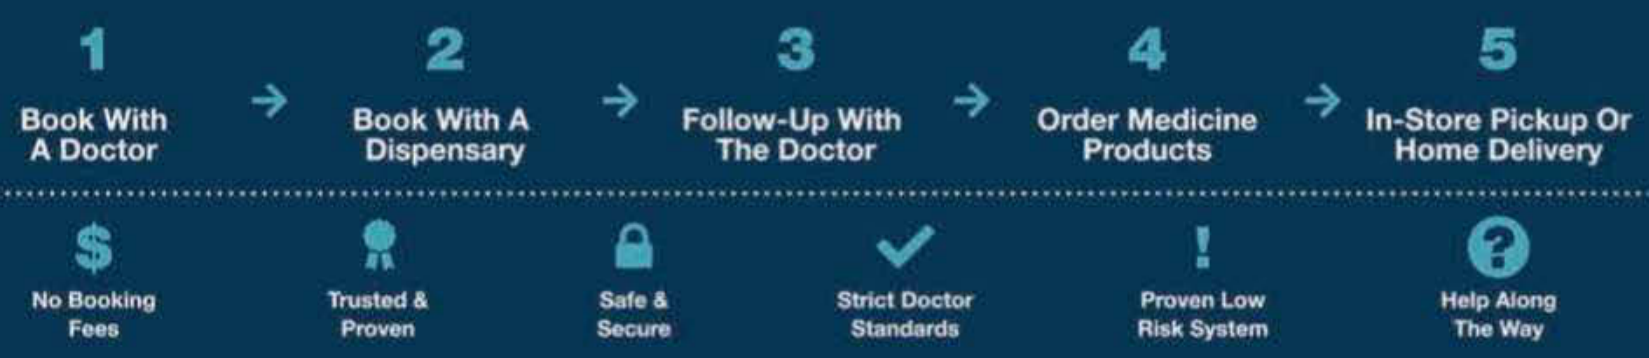 1
Book With
A Doctor
2
Book With A
Dispensary
3
Follow-Up With
The Doctor
4
Order Medicine
Products
5
In-Store Pickup Or
Home Delivery
$
No Booking
Fees
Trusted &
Proven
Safe &
Secure
Strict Doctor
Standards
!
Proven Low
Risk System
?
Help Along
The Way